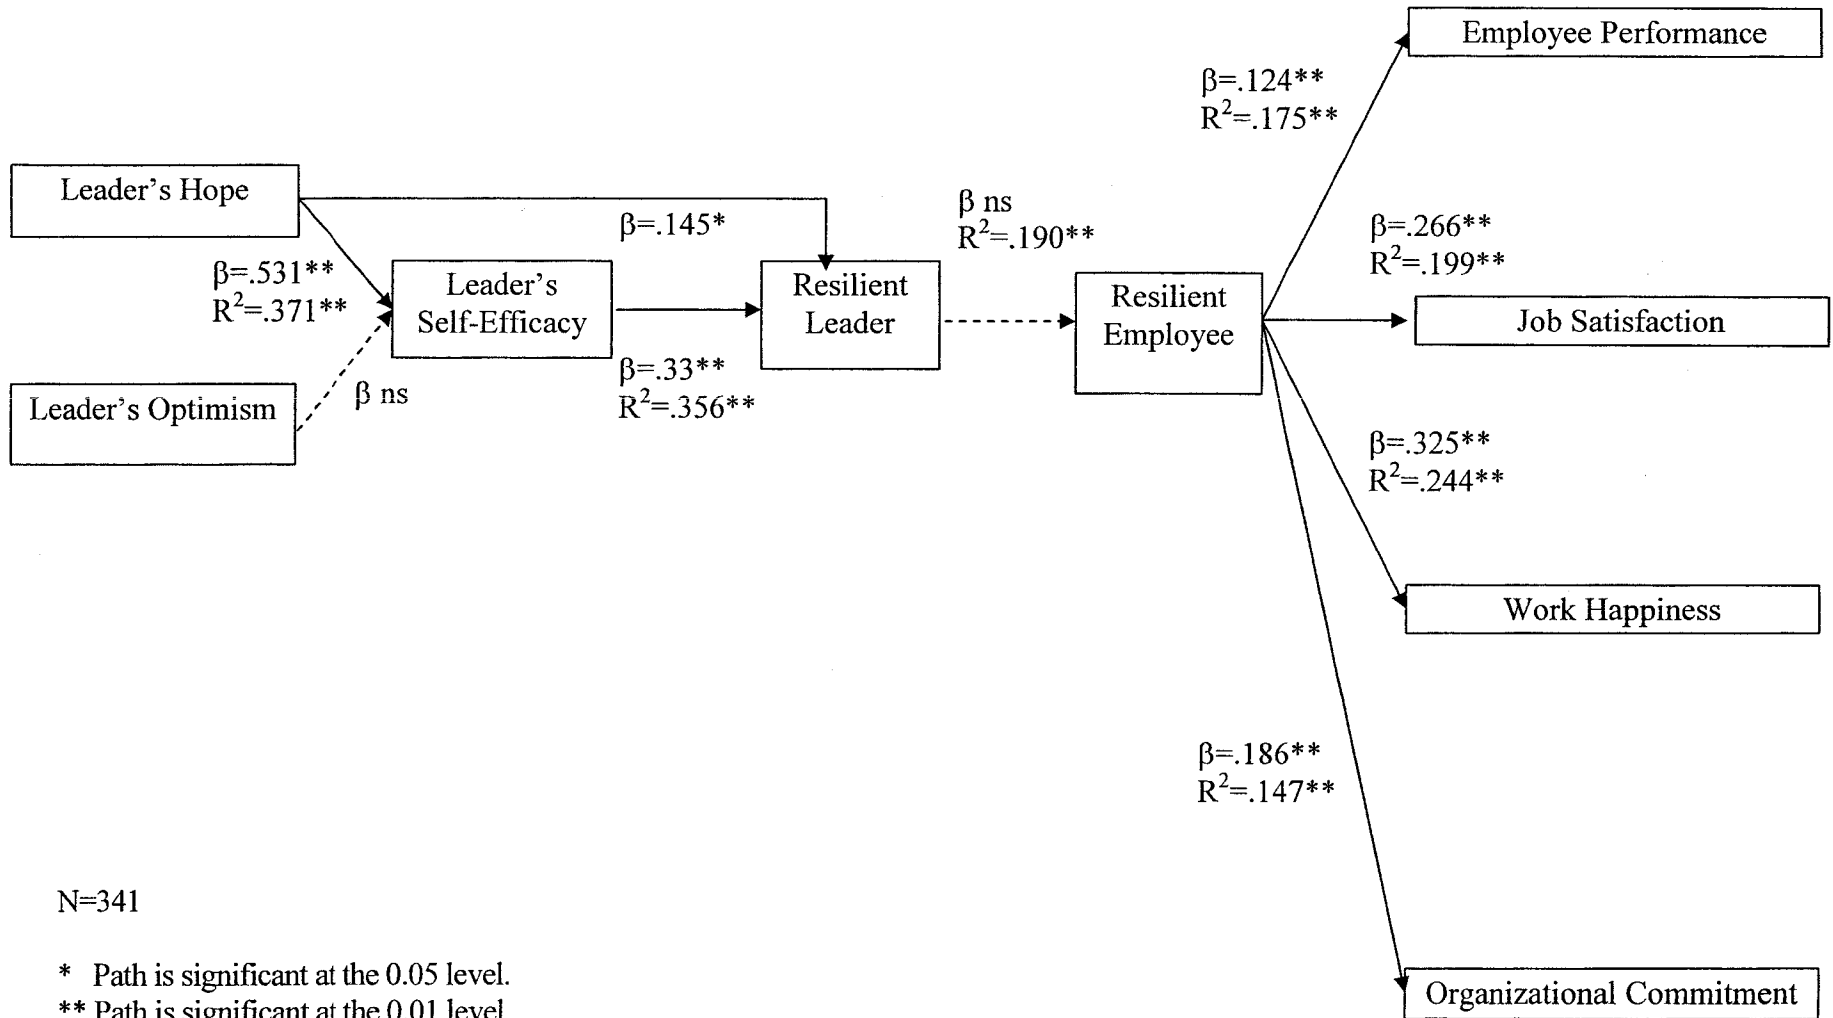 Employee Performance
β=.124**
R²=.175**
Leader’s Hope
β ns
R²=.190**
β=.145*
β=.266**
R²=.199**
β=.531**
R²=.371**
Leader’s
Self-Efficacy
Resilient
Leader
Resilient
Employee
Job Satisfaction
β=.33**
R²=.356**
Leader’s Optimism
β ns
β=.325**
R²=.244**
Work Happiness
β=.186**
R²=.147**
N=341
* Path is significant at the 0.05 level.
** Path is significant at the 0.01 level
Organizational Commitment